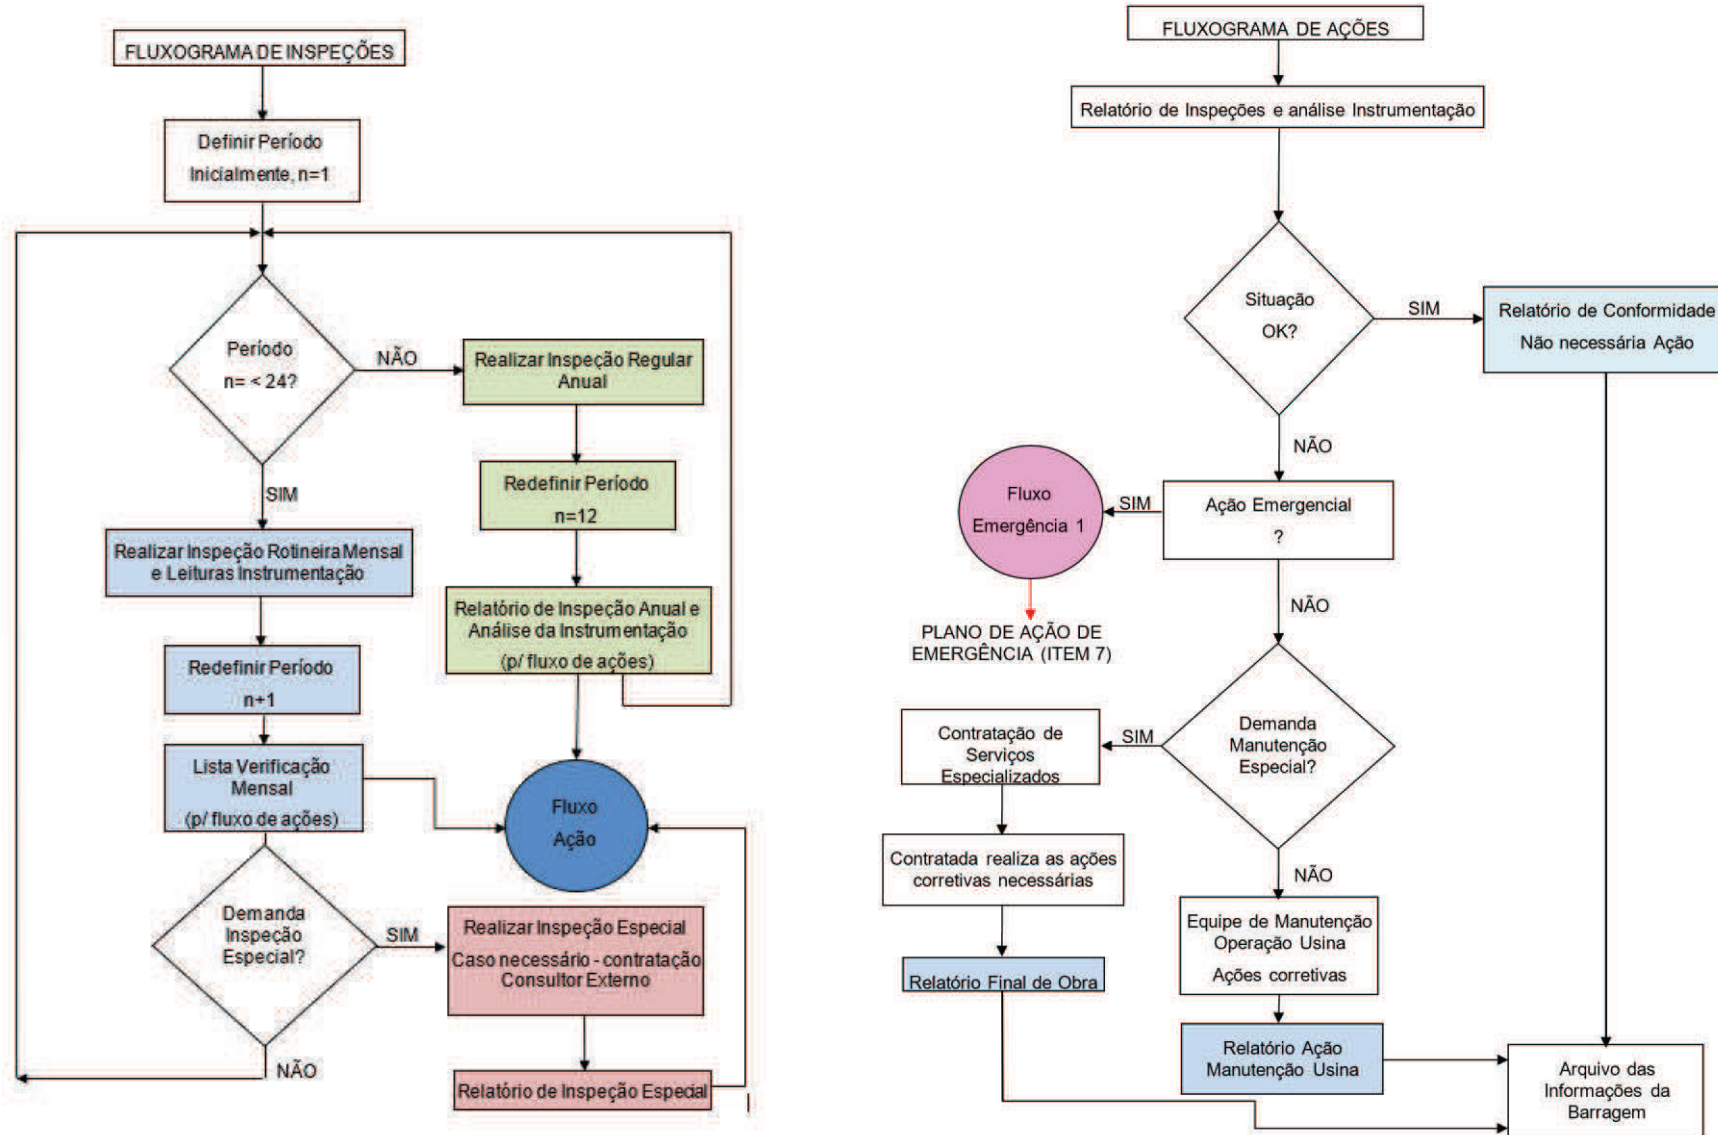 FLUXOGRAMA DE INSPEÇÕES
Definir Período
Inicialmente, n=1
Período
n= < 24?
NÃO
SIM
Realizar Inspeção Regular
Anual
Redefinir Período
n=12
Relatório de Inspeção Anual e
Análise da Instrumentação
(p/ fluxo de ações)
Realizar Inspeção Rotineira Mensal
e Leituras Instrumentação
Redefinir Período
n+1
Lista Verificação
Mensal
(p/ fluxo de ações)
Fluxo
Ação
Demanda
Inspeção
Especial?
SIM
NÃO
Realizar Inspeção Especial
Caso necessário - contratação
Consultor Externo
Relatório de Inspeção Especial
FLUXOGRAMA DE AÇÕES
Relatório de Inspeções e análise Instrumentação
Situação
OK?
SIM
Relatório de Conformidade
Não necessária Ação
NÃO
Ação Emergencial
?
SIM
Fluxo
Emergência 1
PLANO DE AÇÃO DE
EMERGÊNCIA (ITEM 7)
NÃO
Demanda
Manutenção
Especial?
SIM
Contratação de
Serviços
Especializados
Contratada realiza as ações
corretivas necessárias
Relatório Final de Obra
NÃO
Equipe de Manutenção
Operação Usina
Ações corretivas
Relatório Ação
Manutenção Usina
Arquivo das
Informações da
Barragem